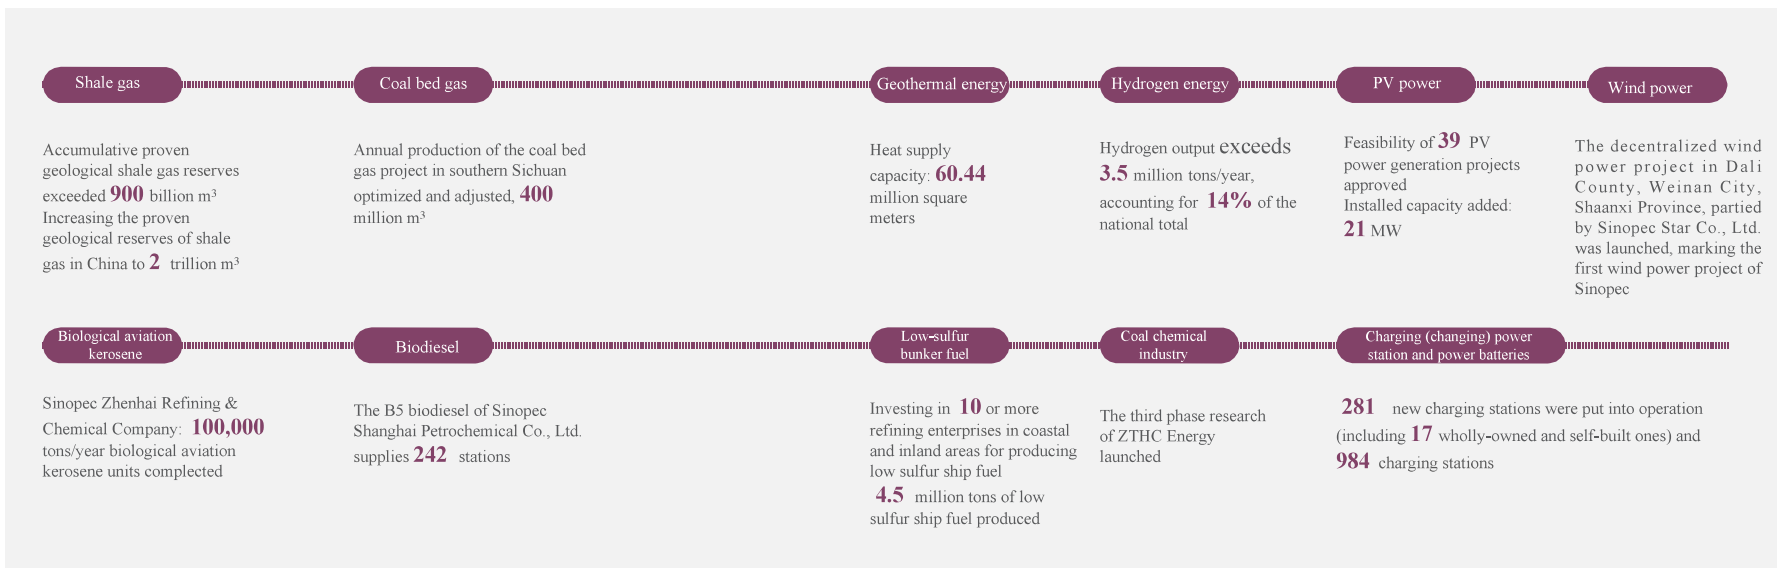 Shale gas
Accumulative proven
geological shale gas reserves
exceeded 900 billion m³
Increasing the proven
geological reserves of shale
gas in China to 2 trillion m³
Coal bed gas
Annual production of the coal bed
gas project in southern Sichuan
optimized and adjusted, 400
million m³
Geothermal energy
Heat supply
capacity: 60.44
million square
meters
Hydrogen energy
Hydrogen output exceeds
3.5 million tons/year,
accounting for 14% of the
national total
PV power
Feasibility of 39 PV
power generation projects
approved
Installed capacity added:
21 MW
Wind power
The decentralized wind
power project in Dali
County, Weinan City,
Shaanxi Province, partied
by Sinopec Star Co., Ltd.
was launched, marking the
first wind power project of
Sinopec
Biological aviation
kerosene
Sinopec Zhenhai Refining &
Chemical Company: 100,000
tons/year biological aviation
kerosene units complected
Biodiesel
The B5 biodiesel of Sinopec
Shanghai Petrochemical Co., Ltd.
supplies 242 stations
Low-sulfur
bunker fuel
Investing in 10 or more
refining enterprises in coastal
and inland areas for producing
low sulfur ship fuel
4.5 million tons of low
sulfur ship fuel produced
Coal chemical
industry
The third phase research
of ZTHC Energy
launched
Charging (changing) power
station and power batteries
281 new charging stations were put into operation
(including 17 wholly-owned and self-built ones) and
984 charging stations